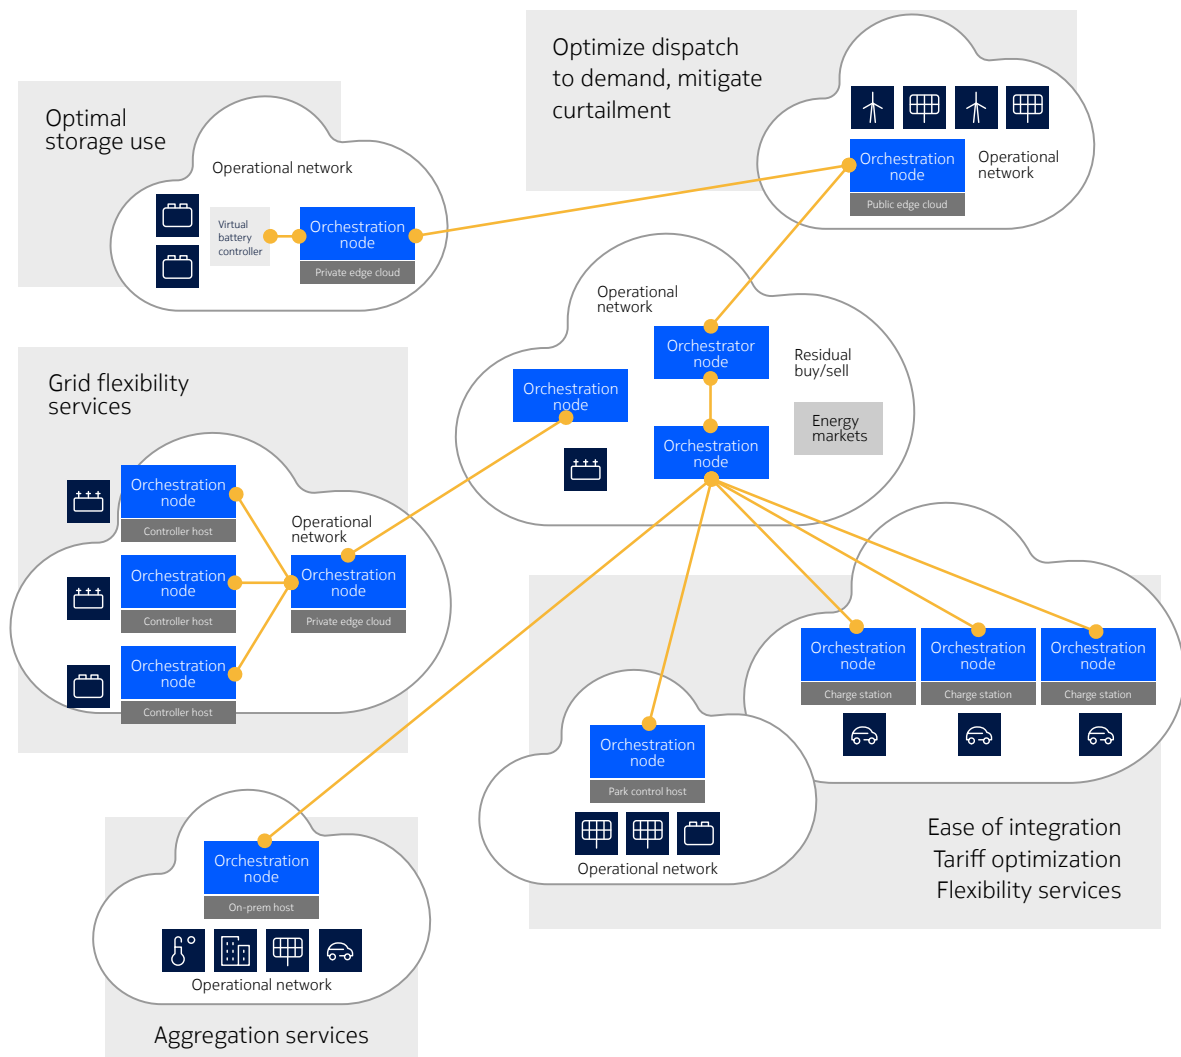 Optimize dispatch
to demand, mitigate
curtailment
Orchestration
node
Public edge cloud
Operational
network
Optimal
storage use
Operational network
Virtual
battery
controller
Orchestration
node
Private edge cloud
Operational
network
Orchestrator
node
Residual
buy/sell
Orchestration
node
Energy
markets
Orchestration
node
Grid flexibility
services
Orchestration
node
Controller host
Operational
network
Orchestration
node
Controller host
Orchestration
node
Private edge cloud
Orchestration
node
Controller host
Orchestration
node
Charge station
Orchestration
node
Charge station
Orchestration
node
Charge station
Orchestration
node
Park control host
Operational network
Ease of integration
Tariff optimization
Flexibility services
Orchestration
node
On-prem host
Operational network
Aggregation services